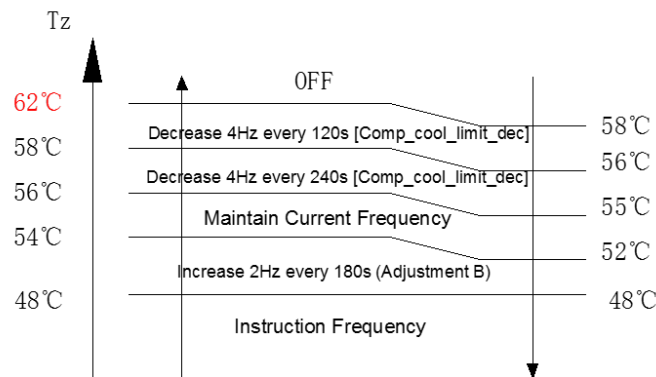 Tz
OFF
62℃
58℃
Decrease 4Hz every 120s [Comp_cool_limit_dec]
58℃
56℃
Decrease 4Hz every 240s [Comp_cool_limit_dec]
56℃
55℃
Maintain Current Frequency
54℃
52℃
Increase 2Hz every 180s (Adjustment B)
48℃
48℃
Instruction Frequency